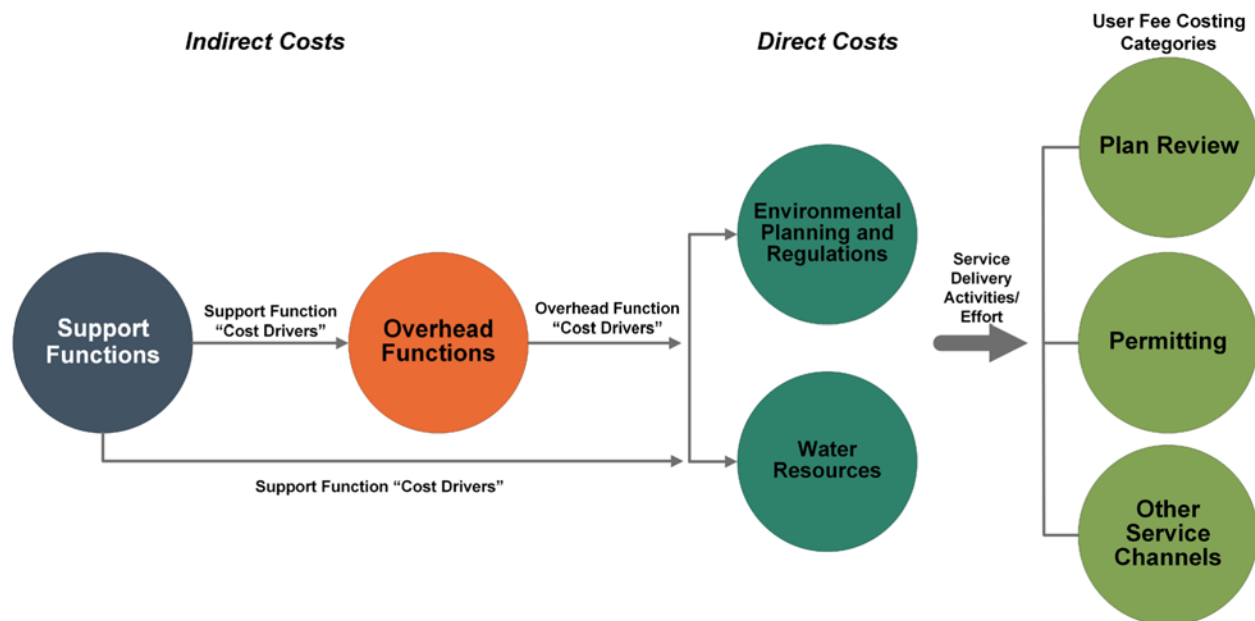 Indirect Costs
Direct Costs
User Fee Costing
Categories
Plan Review
Environmental
Planning and
Regulations
Service
Delivery
Activities/
Effort
Support
Functions
Support Function
“Cost Drivers”
Overhead
Functions
Overhead Function
“Cost Drivers”
Permitting
Water
Resources
Support Function “Cost Drivers”
Other
Service
Channels